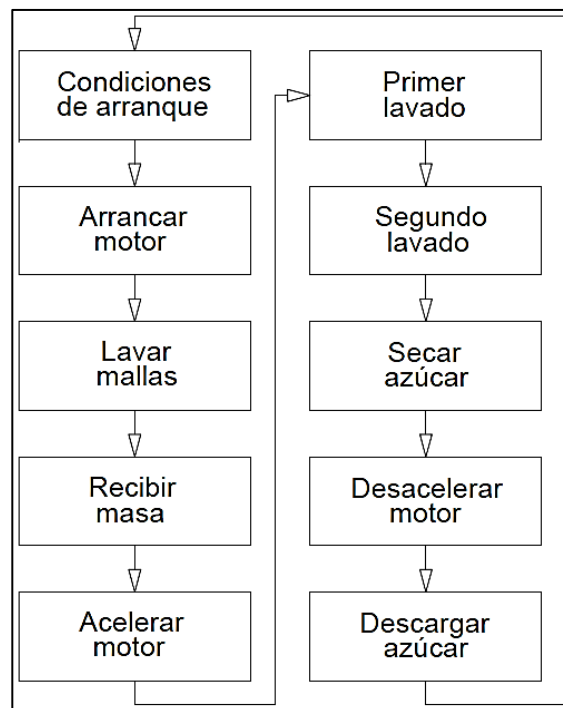 Condiciones
de arranque
Arrancar
motor
Lavar
mallas
Recibir
masa
Acelerar
motor
Primer
lavado
Segundo
lavado
Secar
azúcar
Desacelerar
motor
Descargar
azúcar